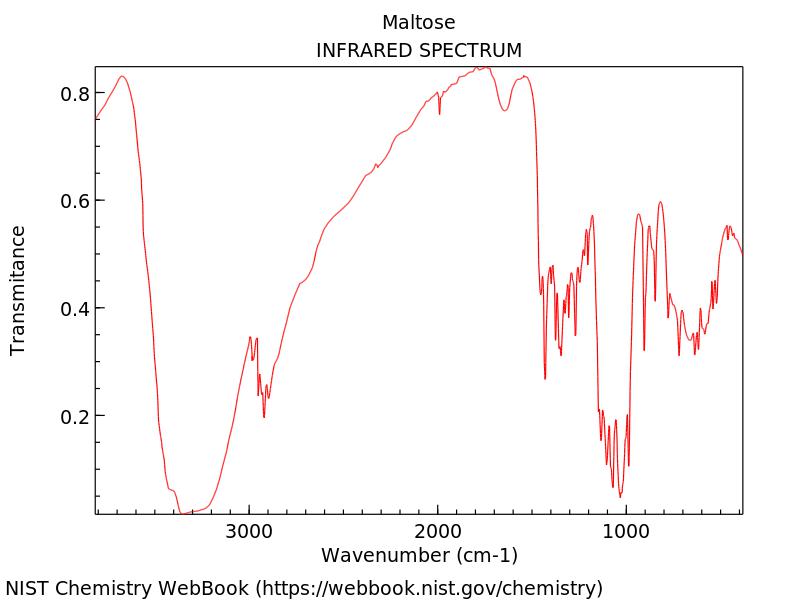 Maltose
INFRARED SPECTRUM
Transmitance
0.8
0.6
0.4
0.2
3000 2000 1000
Wavenumber (cm-1)
NIST Chemistry WebBook (https://webbook.nist.gov/chemistry)